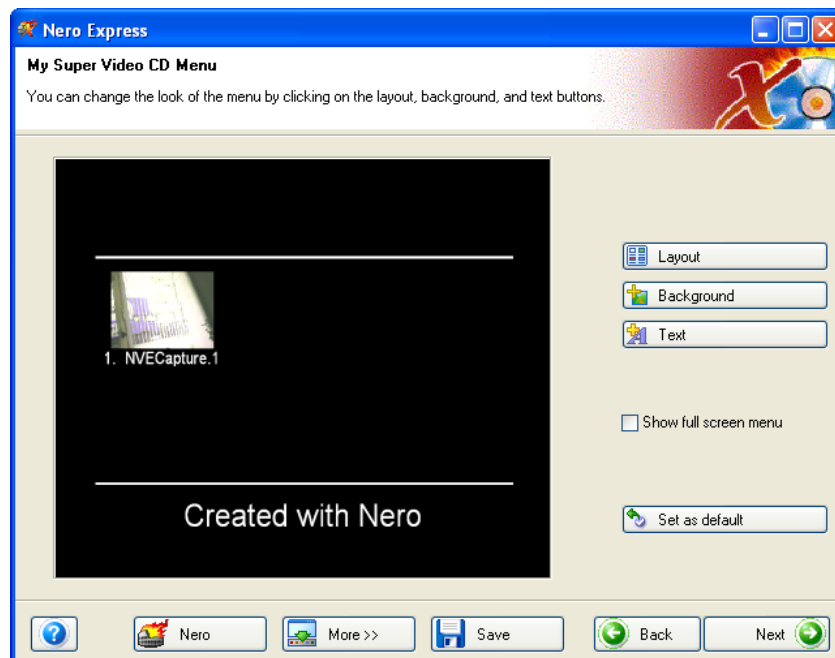 Nero Express
My Super Video CD Menu
You can change the look of the menu by clicking on the layout, background, and text buttons.
1. NVECapture.1
Created with Nero
Layout
Background
Text
Show full screen menu
Set as default
Nero
More >>
Save
Back
Next